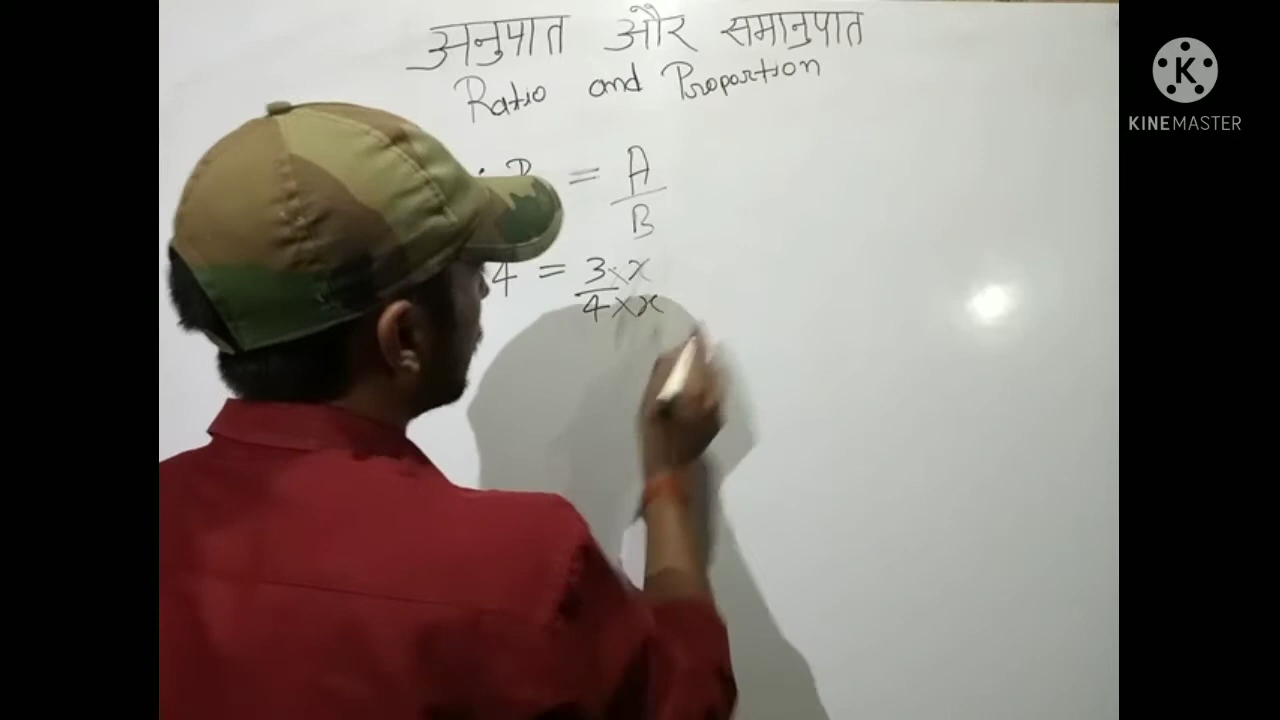 अनुपात और समानुपात
Ratio and Proportion
K
KINEMASTER
: B = A/B
4 = 3×x/4×x